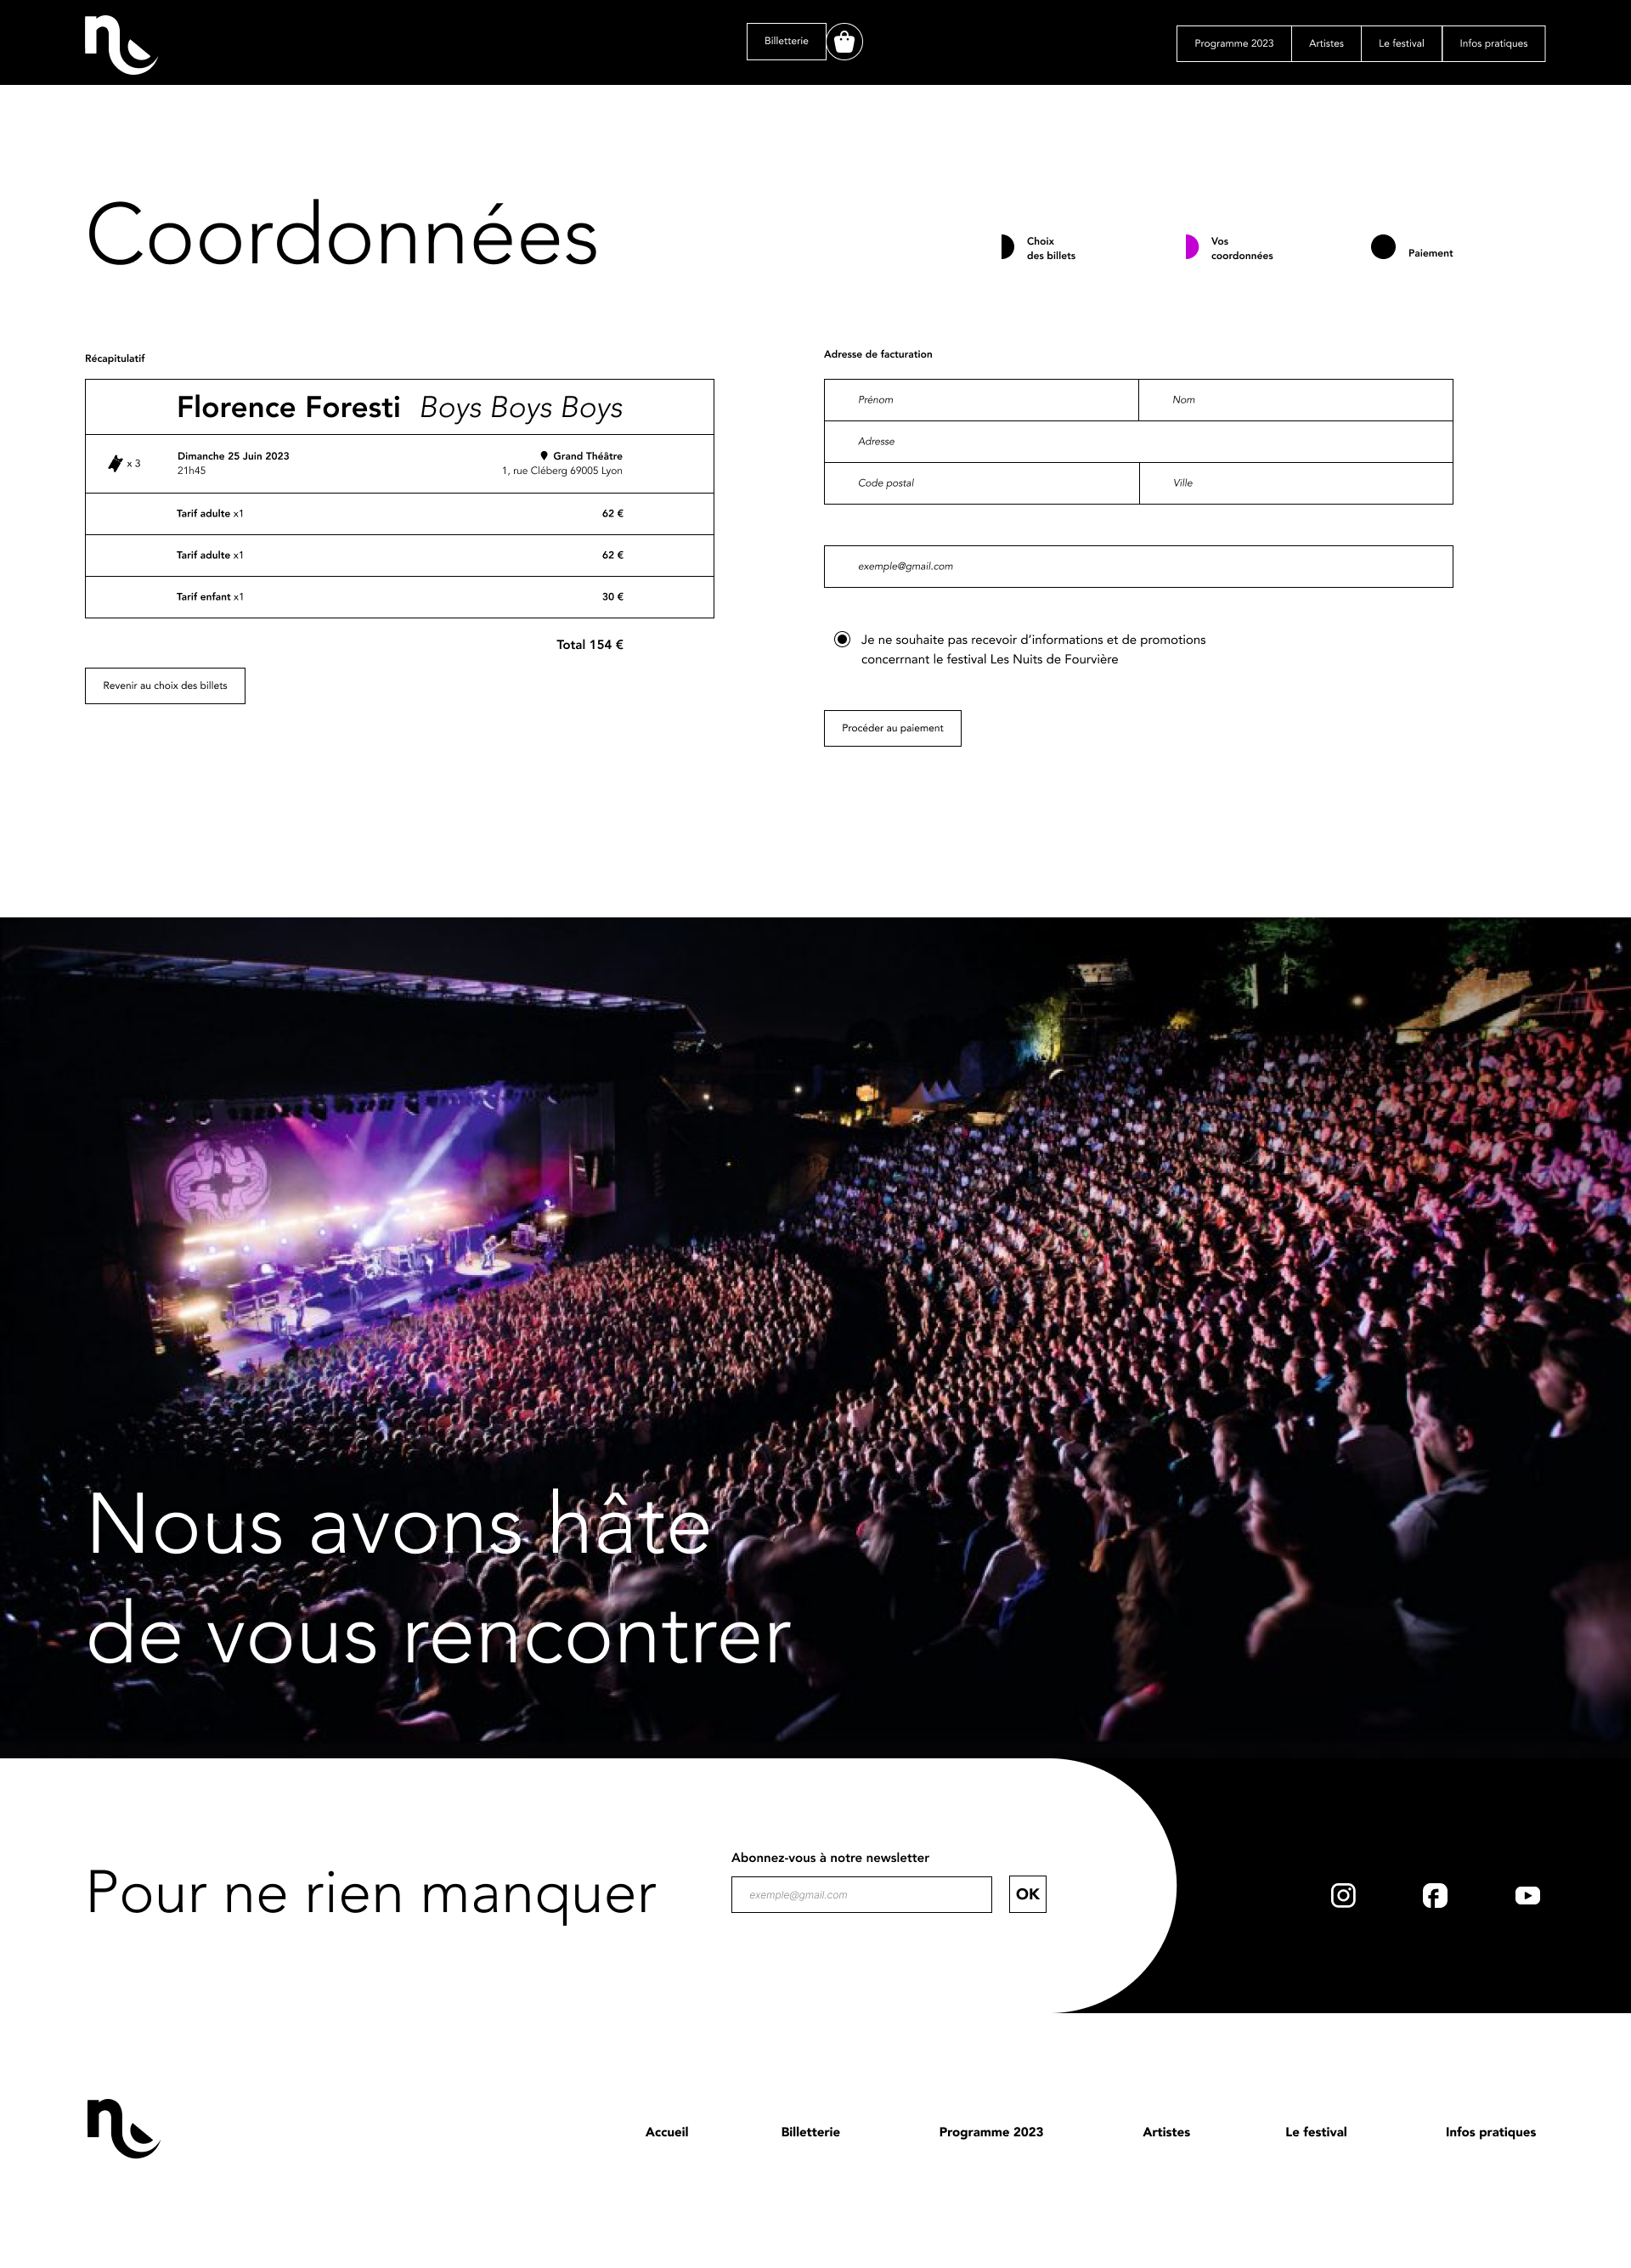 Billetterie
Programme 2023
Artistes
Le festival
Infos pratiques
Coordonnées
Choix
des billets
Vos
coordonnées
Paiement
Récapitulatif
Florence Foresti Boys Boys Boys
x 3
Dimanche 25 Juin 2023
21h45
Grand Théâtre
1, rue Cléberg 69005 Lyon
Tarif adulte x1
62 €
Tarif adulte x1
62 €
Tarif enfant x1
30 €
Total 154 €
Revenir au choix des billets
Adresse de facturation
Prénom
Nom
Adresse
Code postal
Ville
exemple@gmail.com
Je ne souhaite pas recevoir d’informations et de promotions
concerrnant le festival Les Nuits de Fourvière
Procéder au paiement
Nous avons hâte
de vous rencontrer
Pour ne rien manquer
Abonnez-vous à notre newsletter
exemple@gmail.com
OK
Accueil
Billetterie
Programme 2023
Artistes
Le festival
Infos pratiques